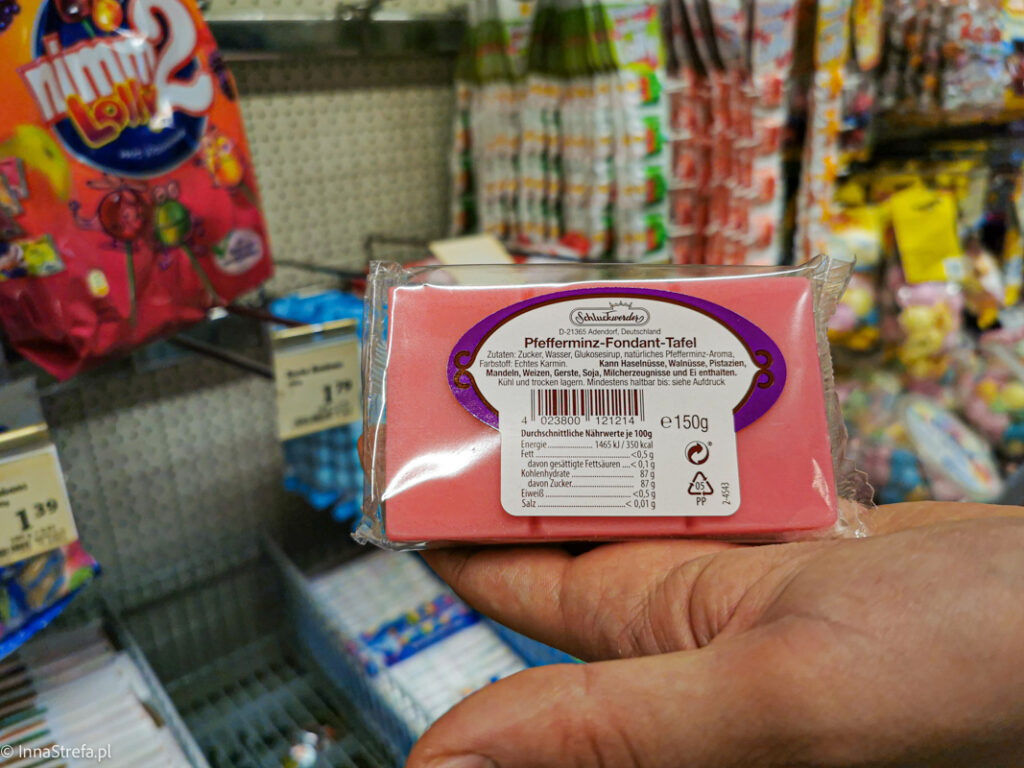 nimm2
Lolly
Schluckwerder
D-21365 Adendorf, Deutschland
Pfefferminz-Fondant-Tafel
Zutaten: Zucker, Wasser, Glukosesirup, natürliches Pfefferminz-Aroma,
Farbstoff: Echtes Karmin. Kann Haselnüsse, Walnüsse, Pistazien,
Mandeln, Weizen, Gerste, Soja, Milcherzeugnisse und Ei enthalten.
Kühl und trocken lagern. Mindestens haltbar bis: siehe Aufdruck
4 023800 121214
e 150g
Durchschnittliche Nährwerte je 100g
Energie................ 1465 kJ / 350 kcal
Fett ................................<0,5 g
davon gesättigte Fettsäuren ....< 0,1 g
Kohlenhydrate ................ 87 g
davon Zucker................ 87 g
Eiweiß ................<0,5 g
Salz ................< 0,01 g
05
PP
2-4543
1 79
1 39
© InnaStrefa.pl